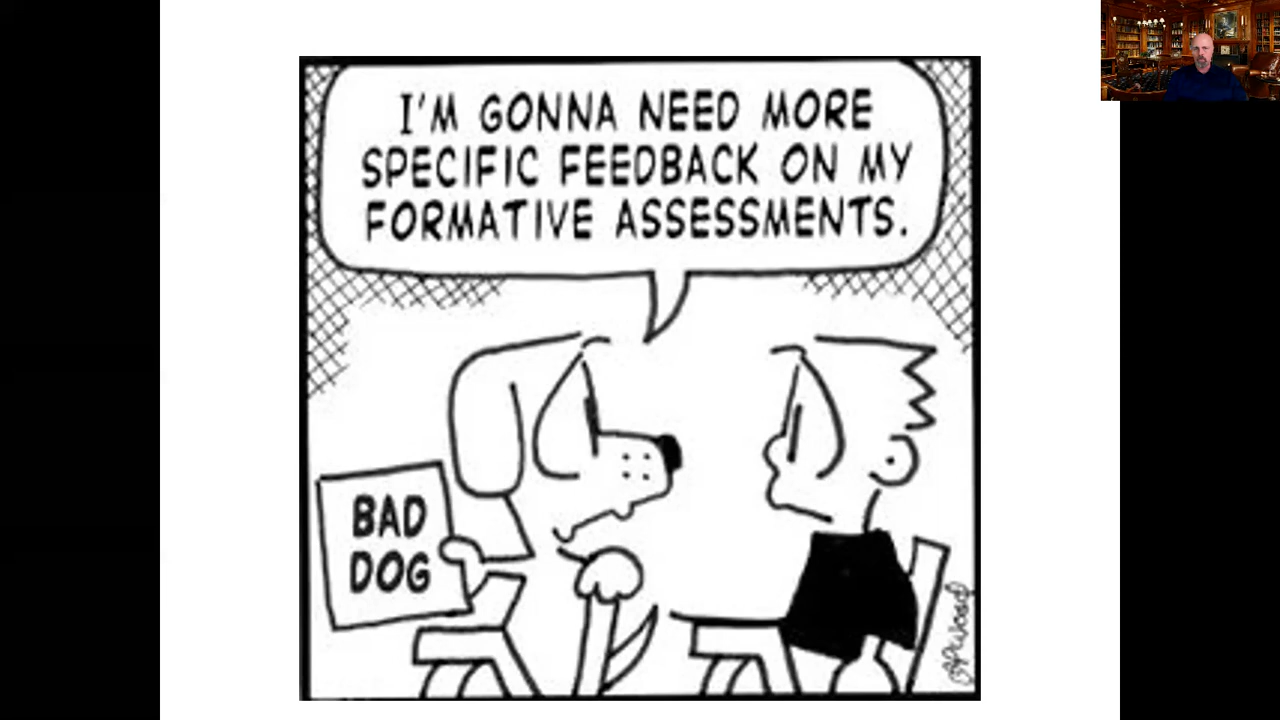 I'M GONNA NEED MORE
SPECIFIC FEEDBACK ON MY
FORMATIVE ASSESSMENTS.
BAD
DOG